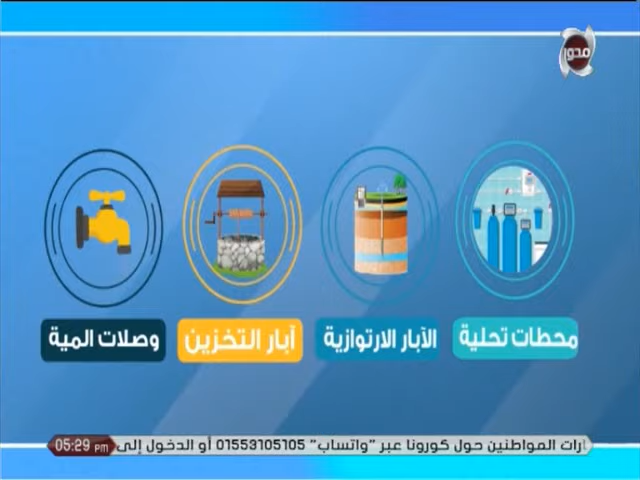 محور
محطات تحلية
الآبار الارتوازية
آبار التخزين
وصلات المية
ارات المواطنين حول كورونا عبر "واتساب" 01553105105 أو الدخول إلى
05:29 PM